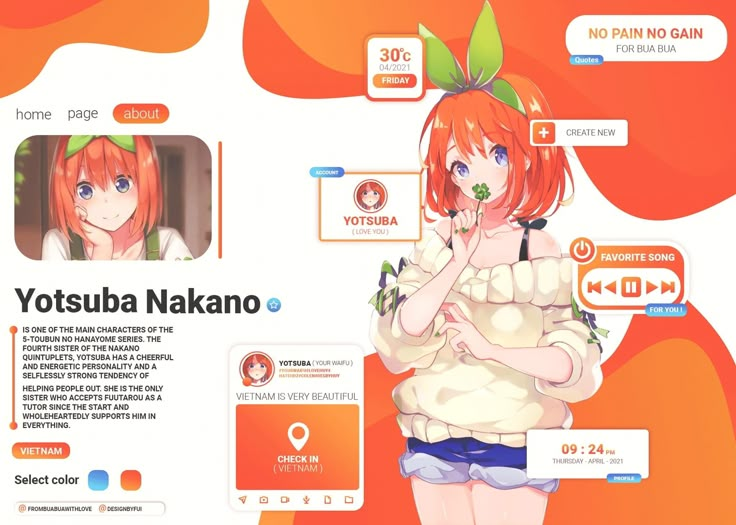 NO PAIN NO GAIN
FOR BUA BUA
Quotes
30°C
04/2021
FRIDAY
home page about
CREATE NEW
ACCOUNT
YOTSUBA
( LOVE YOU )
FAVORITE SONG
FOR YOU !
Yotsuba Nakano
IS ONE OF THE MAIN CHARACTERS OF THE
5-TOUBUN NO HANAYOME SERIES. THE
FOURTH SISTER OF THE NAKANO
QUINTUPLETS, YOTSUBA HAS A CHEERFUL
AND ENERGETIC PERSONALITY AND A
SELFLESSLY STRONG TENDENCY OF
HELPING PEOPLE OUT. SHE IS THE ONLY
SISTER WHO ACCEPTS FUUTAROU AS A
TUTOR SINCE THE START AND
WHOLEHEARTEDLY SUPPORTS HIM IN
EVERYTHING.
VIETNAM
Select color
@FROMBUABUAWITHLOVE @DESIGNBYFUI
YOTSUBA ( YOUR WAIFU )
VIETNAM IS VERY BEAUTIFUL
CHECK IN
( VIETNAM )
09 : 24 PM
THURSDAY - APRIL - 2021
PROFILE